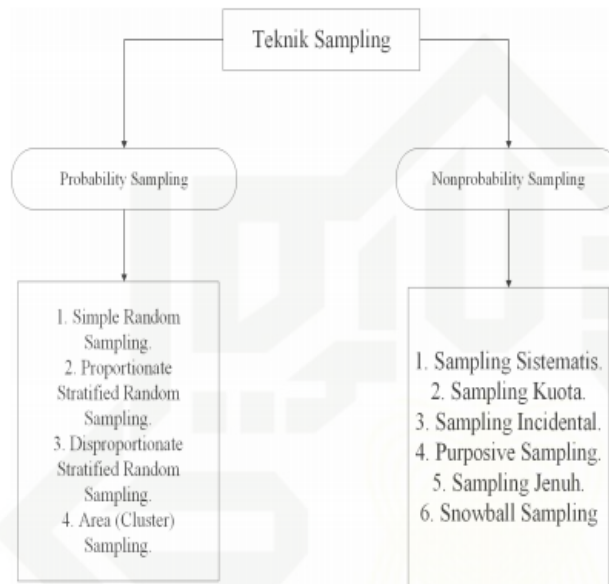 Teknik Sampling
Probability Sampling
Nonprobability Sampling
1. Simple Random
Sampling.
2. Proportionate
Stratified Random
Sampling.
3. Disproportionate
Stratified Random
Sampling.
4. Area (Cluster)
Sampling.
1. Sampling Sistematis.
2. Sampling Kuota.
3. Sampling Incidental.
4. Purposive Sampling.
5. Sampling Jenuh.
6. Snowball Sampling